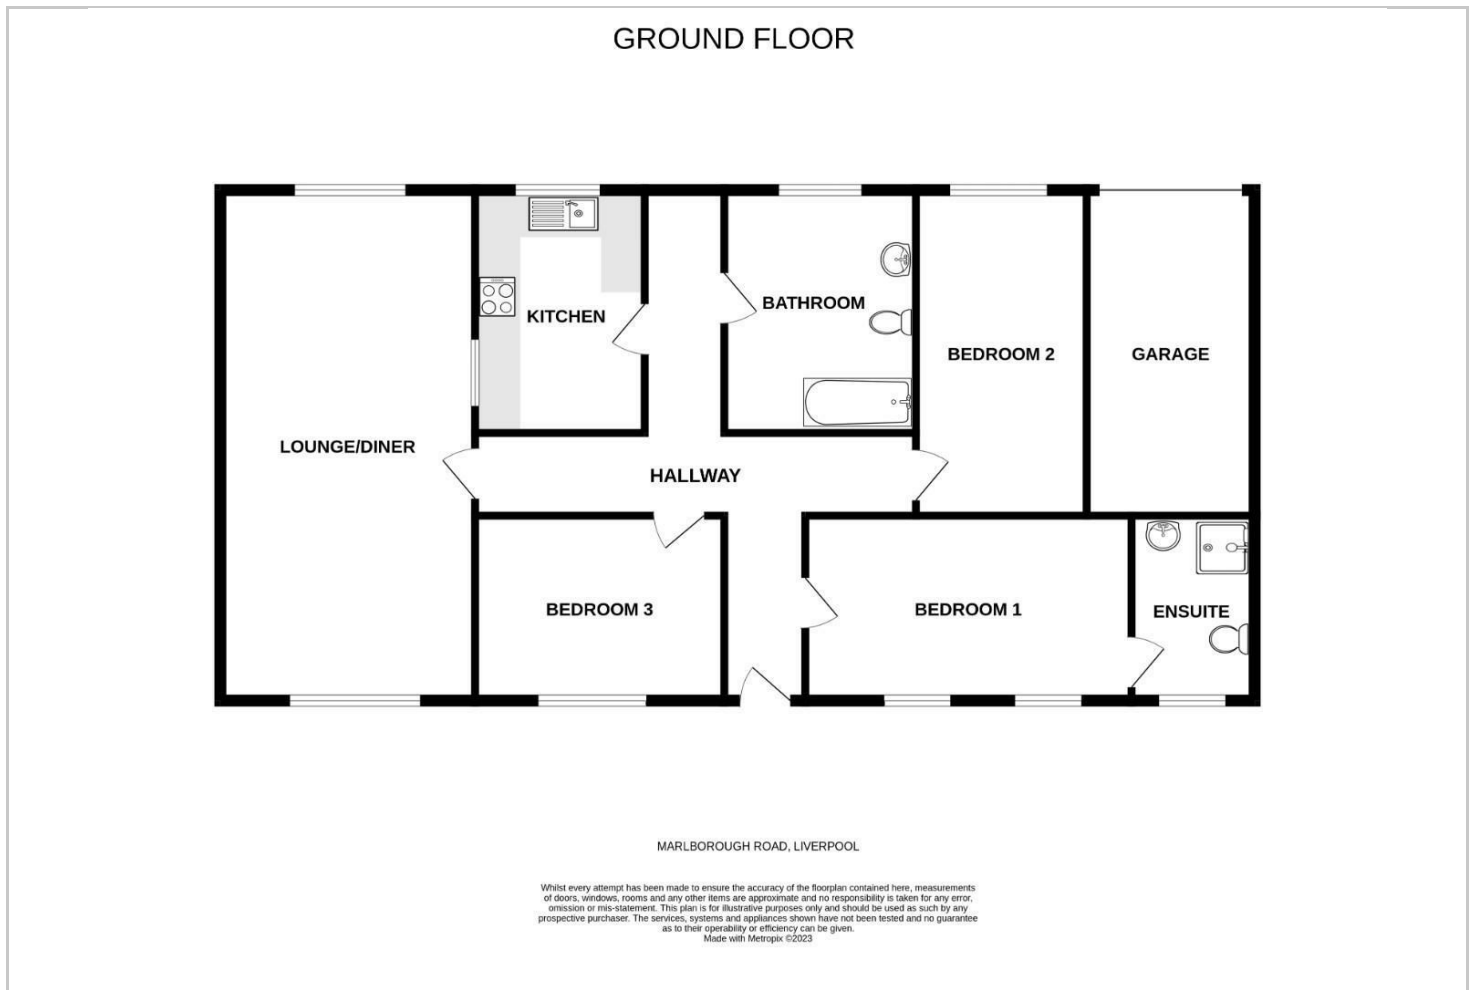 GROUND FLOOR
KITCHEN
BATHROOM
BEDROOM 2
GARAGE
LOUNGE/DINER
HALLWAY
BEDROOM 3
BEDROOM 1
ENSUITE
MARLBOROUGH ROAD, LIVERPOOL
Whilst every attempt has been made to ensure the accuracy of the floorplan contained here, measurements
of doors, windows, rooms and any other items are approximate and no responsibility is taken for any error,
omission or mis-statement. This plan is for illustrative purposes only and should be used as such by any
prospective purchaser. The services, systems and appliances shown have not been tested and no guarantee
as to their operability or efficiency can be given.
Made with Metropix ©2023